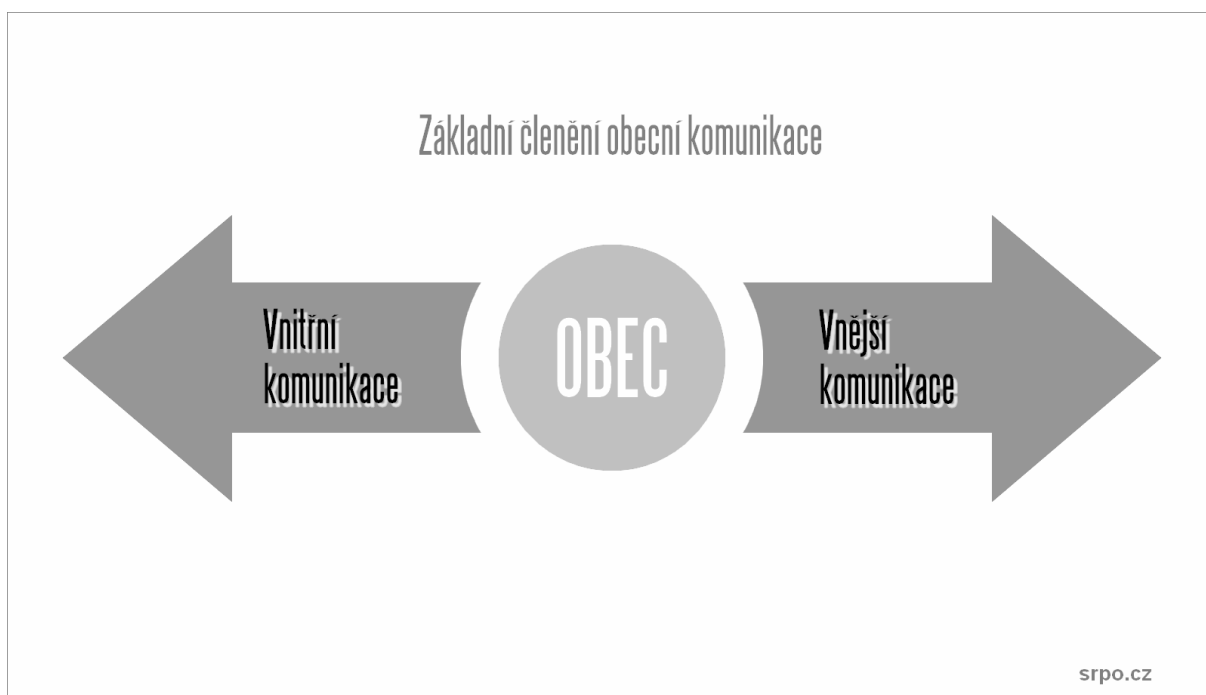 Základní členění obecní komunikace
Vnitřní
komunikace
OBEC
Vnější
komunikace
srpo.cz